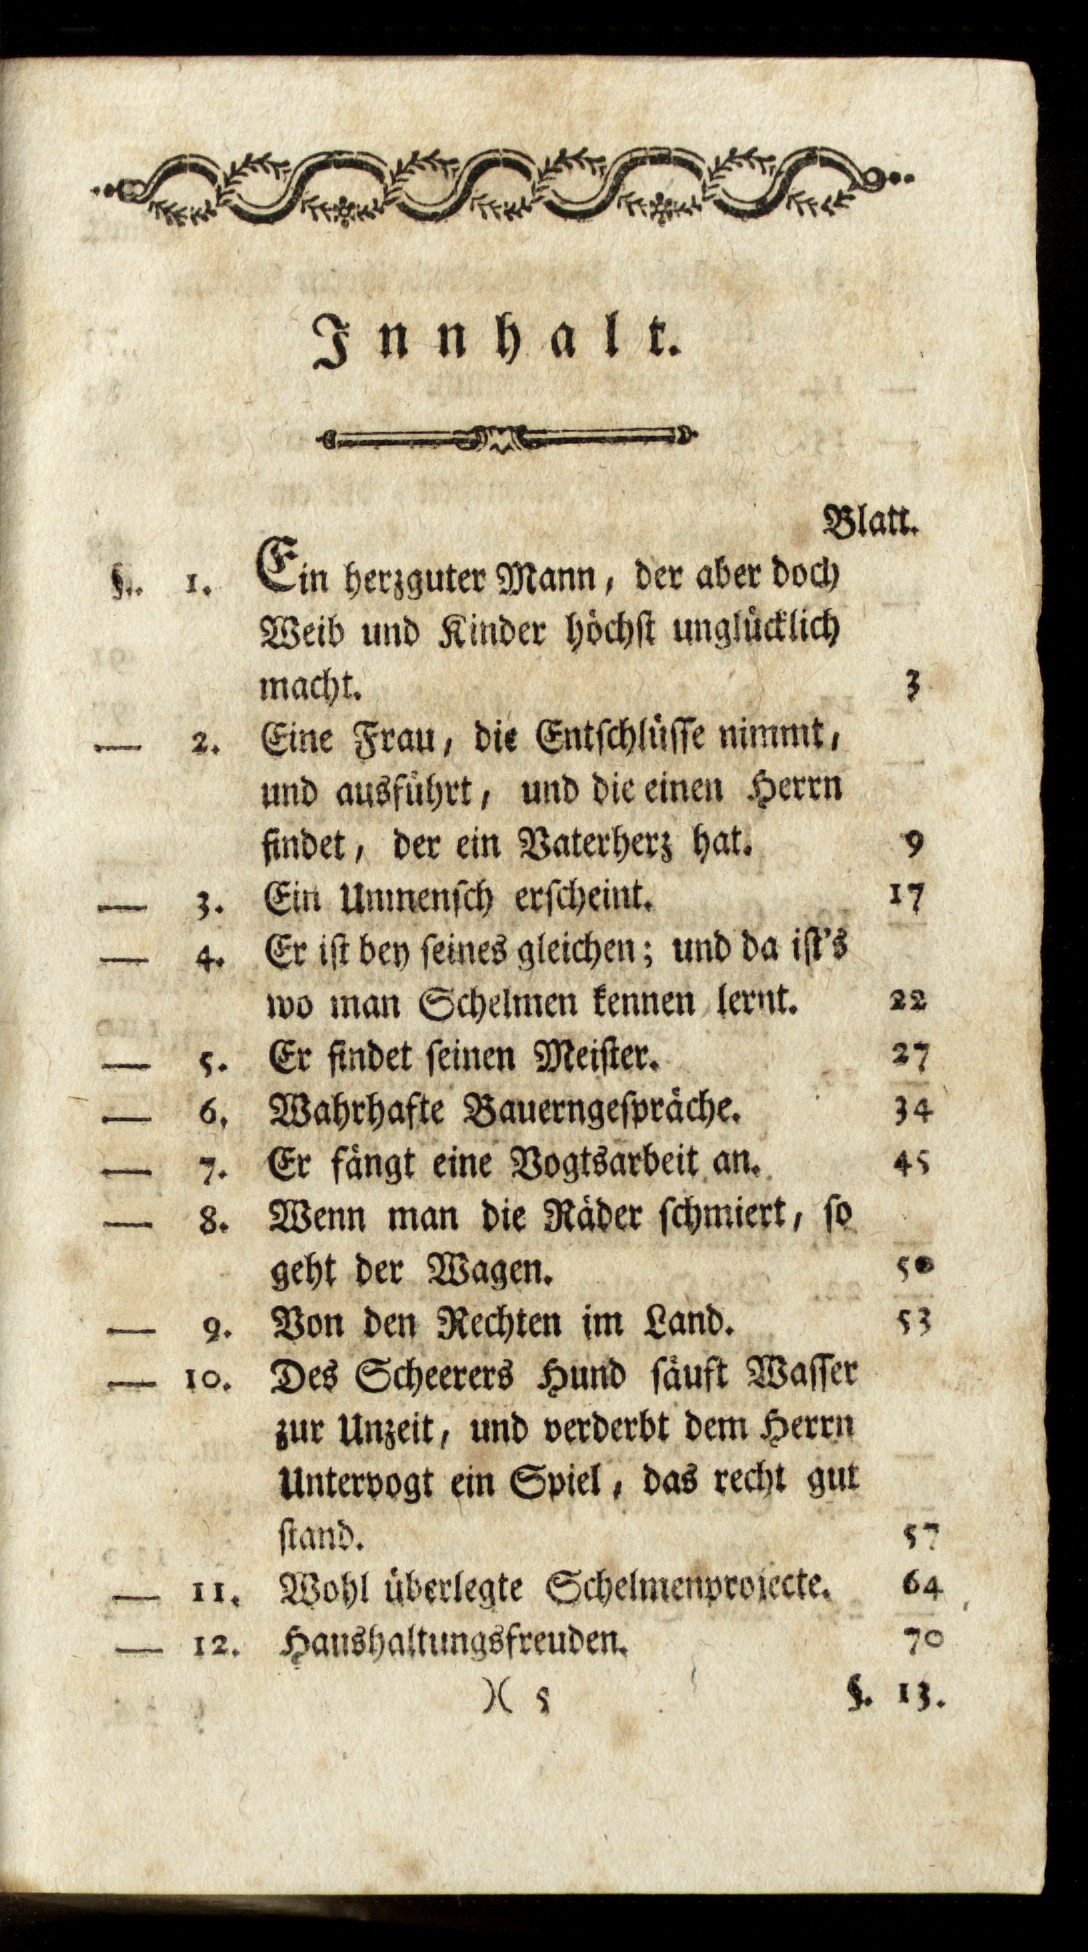 Innhalt.
Blatt.
§. 1. Ein herzguter Mann, der aber doch
Weib und Kinder höchst unglücklich
macht. 3
— 2. Eine Frau, die Entschlüsse nimmt,
und ausführt, und die einen Herrn
findet, der ein Vaterherz hat. 9
— 3. Ein Unmensch erscheint. 17
— 4. Er ist bey seines gleichen; und da ist's
wo man Schelmen kennen lernt. 22
— 5. Er findet seinen Meister. 27
— 6. Wahrhafte Bauerngespräche. 34
— 7. Er fängt eine Vogtsarbeit an. 45
— 8. Wenn man die Räder schmiert, so
geht der Wagen. 50
— 9. Von den Rechten im Land. 53
— 10. Des Scheerers Hund säuft Wasser
zur Unzeit, und verderbt dem Herrn
Untervogt ein Spiel, das recht gut
stand. 57
— 11. Wohl überlegte Schelmenprojecte. 64
— 12. Haushaltungsfreuden. 70
)( 5 §. 13.